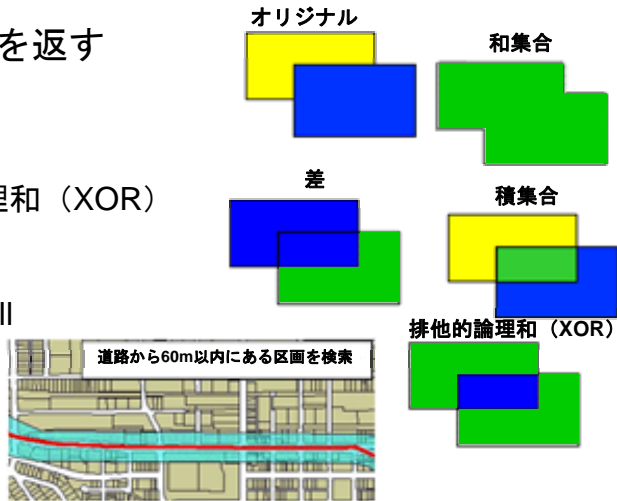 を返す
オリジナル
和集合
差
積集合
理和（XOR）
ll
排他的論理和（XOR）
道路から60m以内にある区画を検索